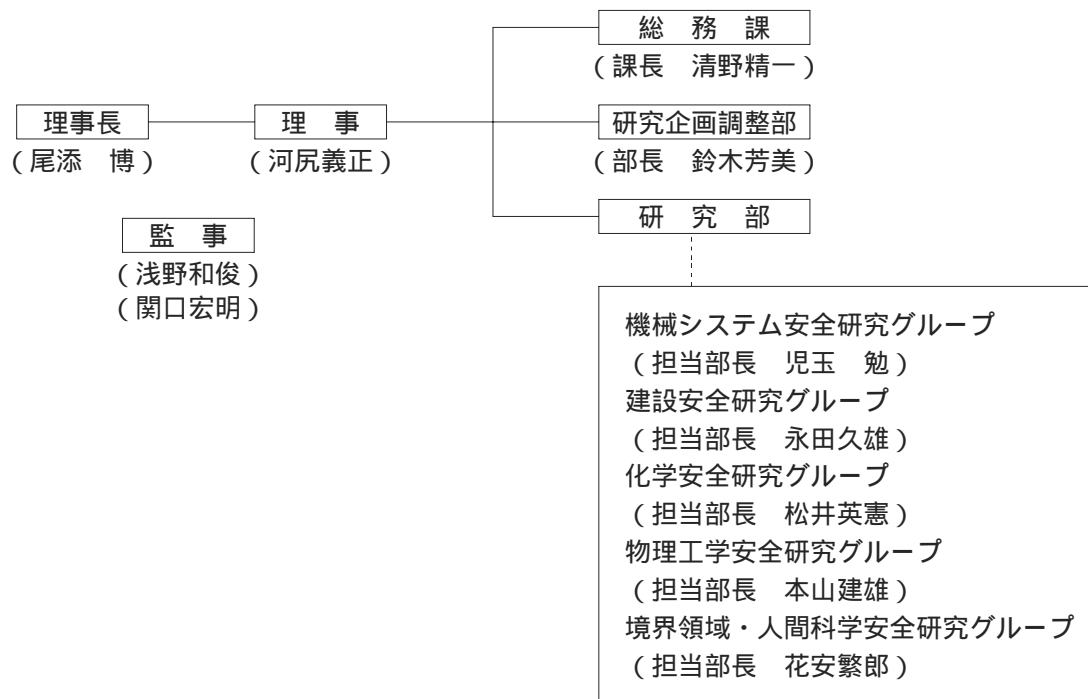 総　務　課
（課長　清野精一）
理事長
（尾添　博）
理　事
（河尻義正）
研究企画調整部
（部長　鈴木芳美）
研　究　部
監　事
（浅野和俊）
（関口宏明）
機械システム安全研究グループ
（担当部長　児玉　勉）
建設安全研究グループ
（担当部長　永田久雄）
化学安全研究グループ
（担当部長　松井英憲）
物理工学安全研究グループ
（担当部長　本山建雄）
境界領域・人間科学安全研究グループ
（担当部長　花安繁郎）